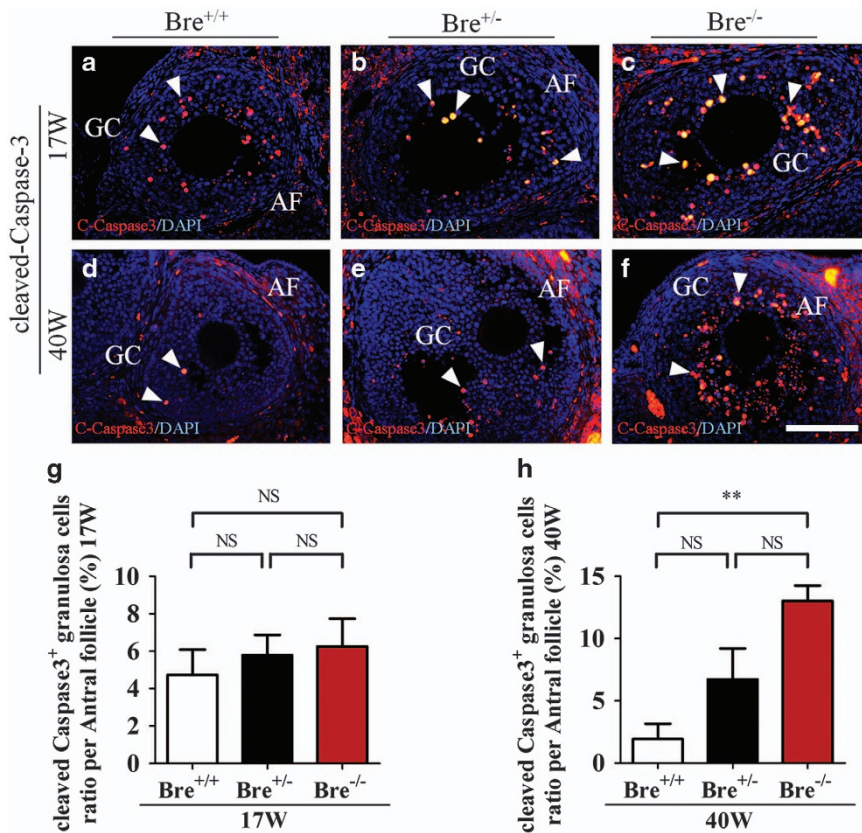 Bre+/+ Bre+/- Bre-/-
cleaved-Caspase-3
17W
a
GC
AF
C-Caspase3/DAPI
b
GC
AF
C-Caspase3/DAPI
c
GC
C-Caspase3/DAPI
40W
d
AF
GC
C-Caspase3/DAPI
e
AF
GC
C-Caspase3/DAPI
f
GC
AF
C-Caspase3/DAPI
g
cleaved Caspase3+ granulosa cells
ratio per Antral follicle (%) 17W
NS
NS NS
10
8
6
4
2
0
Bre+/+ Bre+/- Bre-/-
17W
h
cleaved Caspase3+ granulosa cells
ratio per Antral follicle (%) 40W
**
NS NS
15
10
5
0
Bre+/+ Bre+/- Bre-/-
40W